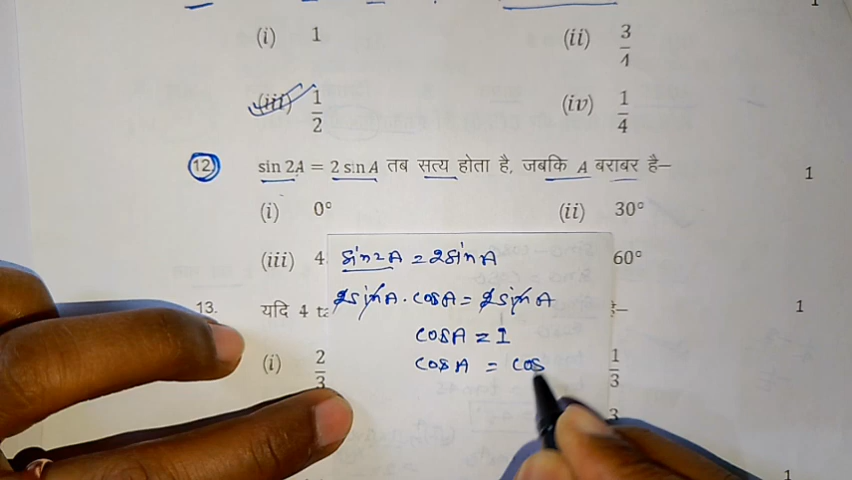 1
(i) 1 (ii) 3/4
(iii) 1/2 (iv) 1/4
12. sin 2A = 2 sin A तब सत्य होता है, जबकि A बराबर है– 1
(i) 0° (ii) 30°
(iii) 4 60°
sin2A = 2sinA
2sinA . cosA = 2sinA
cosA = 1
cosA = cos
13. यदि 4 ta है– 1
(i) 2/3 1/3
3
1